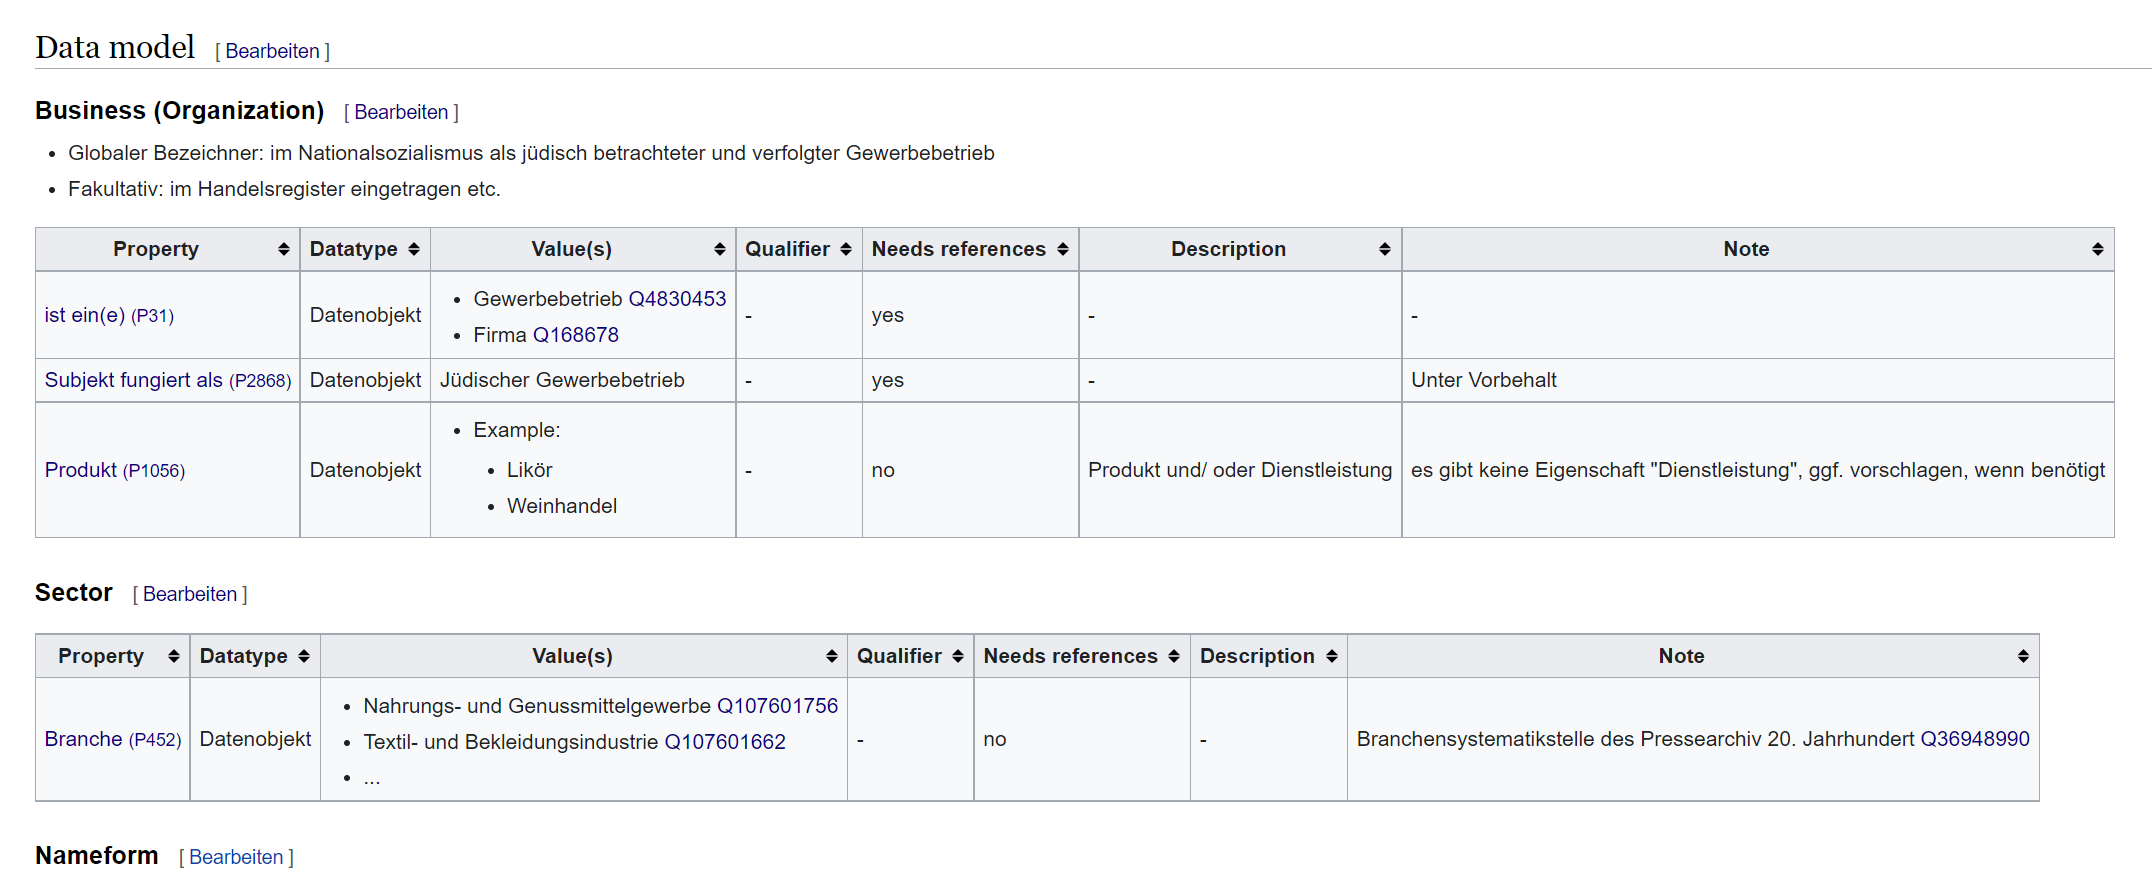 Data model [ Bearbeiten ]
Business (Organization) [ Bearbeiten ]
• Globaler Bezeichner: im Nationalsozialismus als jüdisch betrachteter und verfolgter Gewerbebetrieb
• Fakultativ: im Handelsregister eingetragen etc.
Property Datatype Value(s) Qualifier Needs references Description Note
ist ein(e) (P31) Datenobjekt • Gewerbebetrieb Q4830453 - yes - -
• Firma Q168678
Subjekt fungiert als (P2868) Datenobjekt Jüdischer Gewerbebetrieb - yes - Unter Vorbehalt
• Example:
Produkt (P1056) Datenobjekt • Likör - no Produkt und/ oder Dienstleistung es gibt keine Eigenschaft "Dienstleistung", ggf. vorschlagen, wenn benötigt
• Weinhandel
Sector [ Bearbeiten ]
Property Datatype Value(s) Qualifier Needs references Description Note
• Nahrungs- und Genussmittelgewerbe Q107601756
Branche (P452) Datenobjekt • Textil- und Bekleidungsindustrie Q107601662 - no - Branchensystematikstelle des Pressearchiv 20. Jahrhundert Q36948990
• ...
Nameform [ Bearbeiten ]